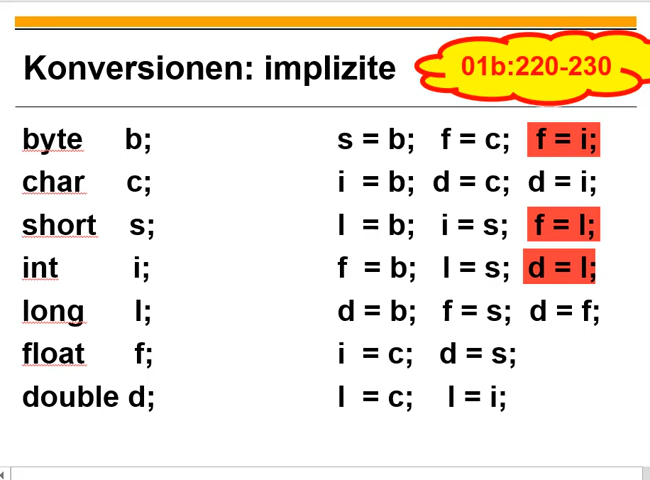 Konversionen: implizite 01b:220-230
byte b; s = b; f = c; f = i;
char c; i = b; d = c; d = i;
short s; l = b; i = s; f = l;
int i; f = b; l = s; d = l;
long l; d = b; f = s; d = f;
float f; i = c; d = s;
double d; l = c; l = i;